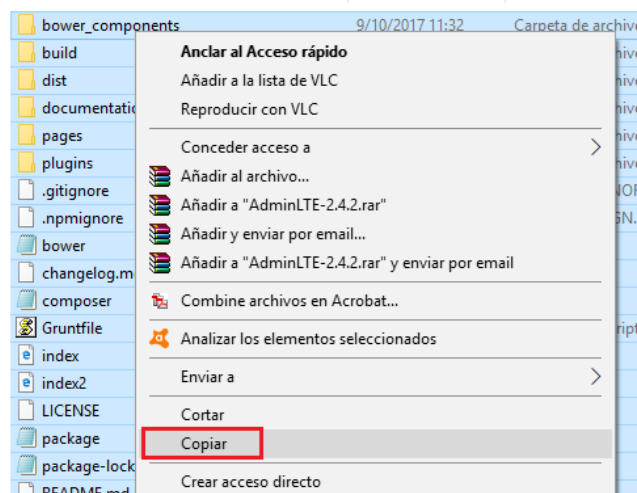 bower_components 9/10/2017 11:32 Carpeta de archiv
build
dist
documentatio
pages
plugins
.gitignore
.npmignore
bower
changelog.m
composer
Gruntfile
index
index2
LICENSE
package
package-lock
README.md
Anclar al Acceso rápido
Añadir a la lista de VLC
Reproducir con VLC
Conceder acceso a
Añadir al archivo...
Añadir a "AdminLTE-2.4.2.rar"
Añadir y enviar por email...
Añadir a "AdminLTE-2.4.2.rar" y enviar por email
Combine archivos en Acrobat...
Analizar los elementos seleccionados
Enviar a
Cortar
Copiar
Crear acceso directo